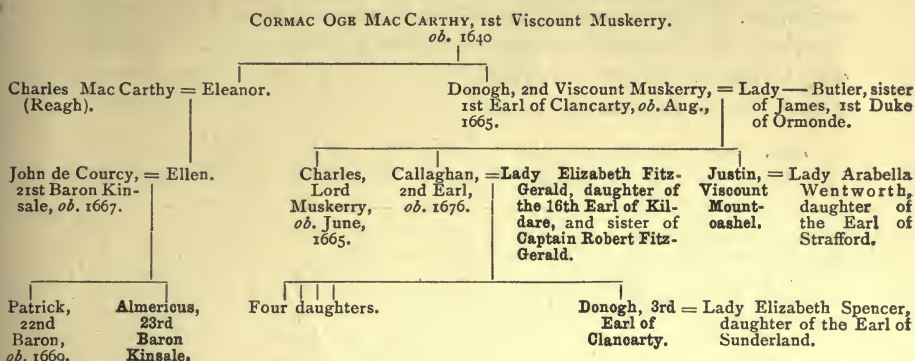 CORMAC OGE MAC CARTHY, 1st Viscount Muskerry.
ob. 1640
Charles Mac Carthy = Eleanor.
(Reagh).
Donogh, 2nd Viscount Muskerry, = Lady — Butler, sister
1st Earl of Clancarty, ob. Aug., of James, 1st Duke
1665. of Ormonde.
John de Courcy, = Ellen.
21st Baron Kin-
sale, ob. 1667.
Charles,
Lord
Muskerry,
ob. June,
1665.
Callaghan,
2nd Earl,
ob. 1676.
=Lady Elizabeth Fitz-
Gerald, daughter of
the 16th Earl of Kil-
dare, and sister of
Captain Robert Fitz-
Gerald.
Justin,
Viscount
Mount-
cashel.
= Lady Arabella
Wentworth,
daughter of
the Earl of
Strafford.
Patrick,
22nd
Baron,
ob. 1669.
Almericus,
23rd
Baron
Kinsale.
Four daughters.
Donogh, 3rd
Earl of
Clancarty.
= Lady Elizabeth Spencer,
daughter of the Earl of
Sunderland.